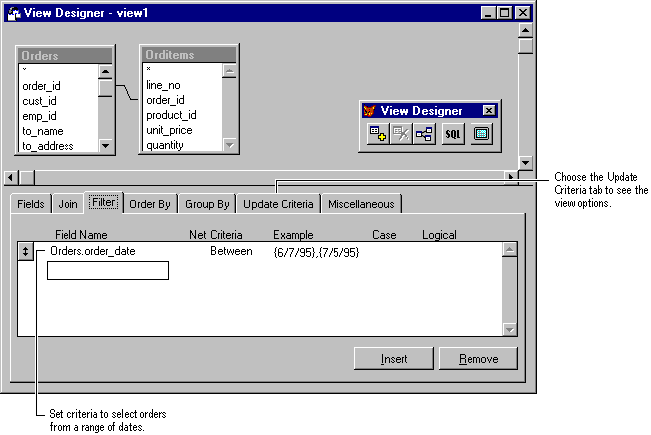 View Designer - view1
Orders
*
order_id
cust_id
emp_id
to_name
to_address
Orditems
*
line_no
order_id
product_id
unit_price
quantity
View Designer
SQL
Choose the Update
Criteria tab to see the
view options.
Fields Join Filter Order By Group By Update Criteria Miscellaneous
Field Name Net Criteria Example Case Logical
Orders.order_date Between {6/7/95},{7/5/95}
Insert Remove
Set criteria to select orders
from a range of dates.